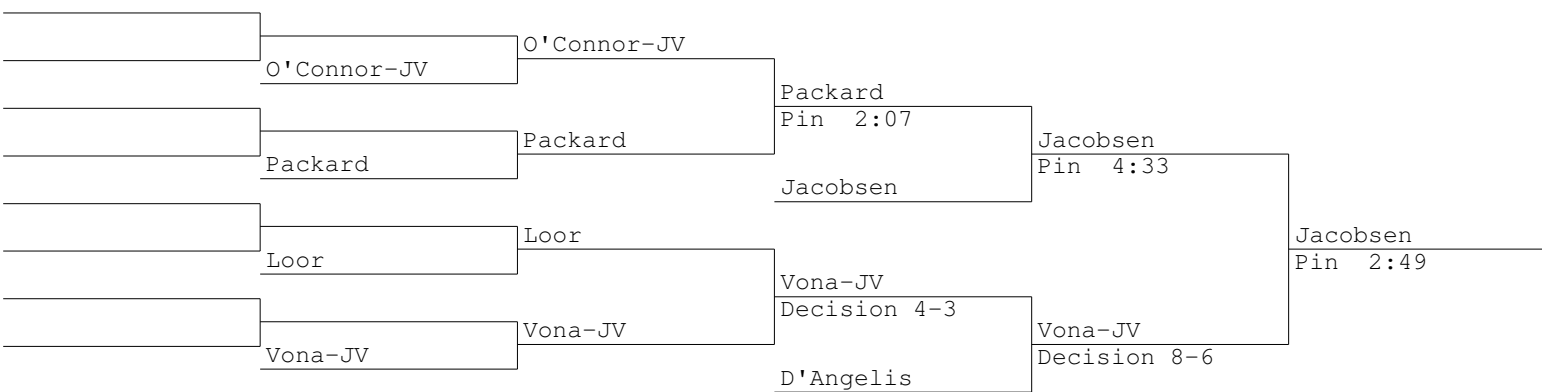 O'Connor-JV
O'Connor-JV
Packard
Pin 2:07
Packard
Packard
Jacobsen
Pin 4:33
Jacobsen
Loor
Loor
Jacobsen
Pin 2:49
Vona-JV
Decision 4-3
Vona-JV
Vona-JV
Vona-JV
Decision 8-6
D'Angelis